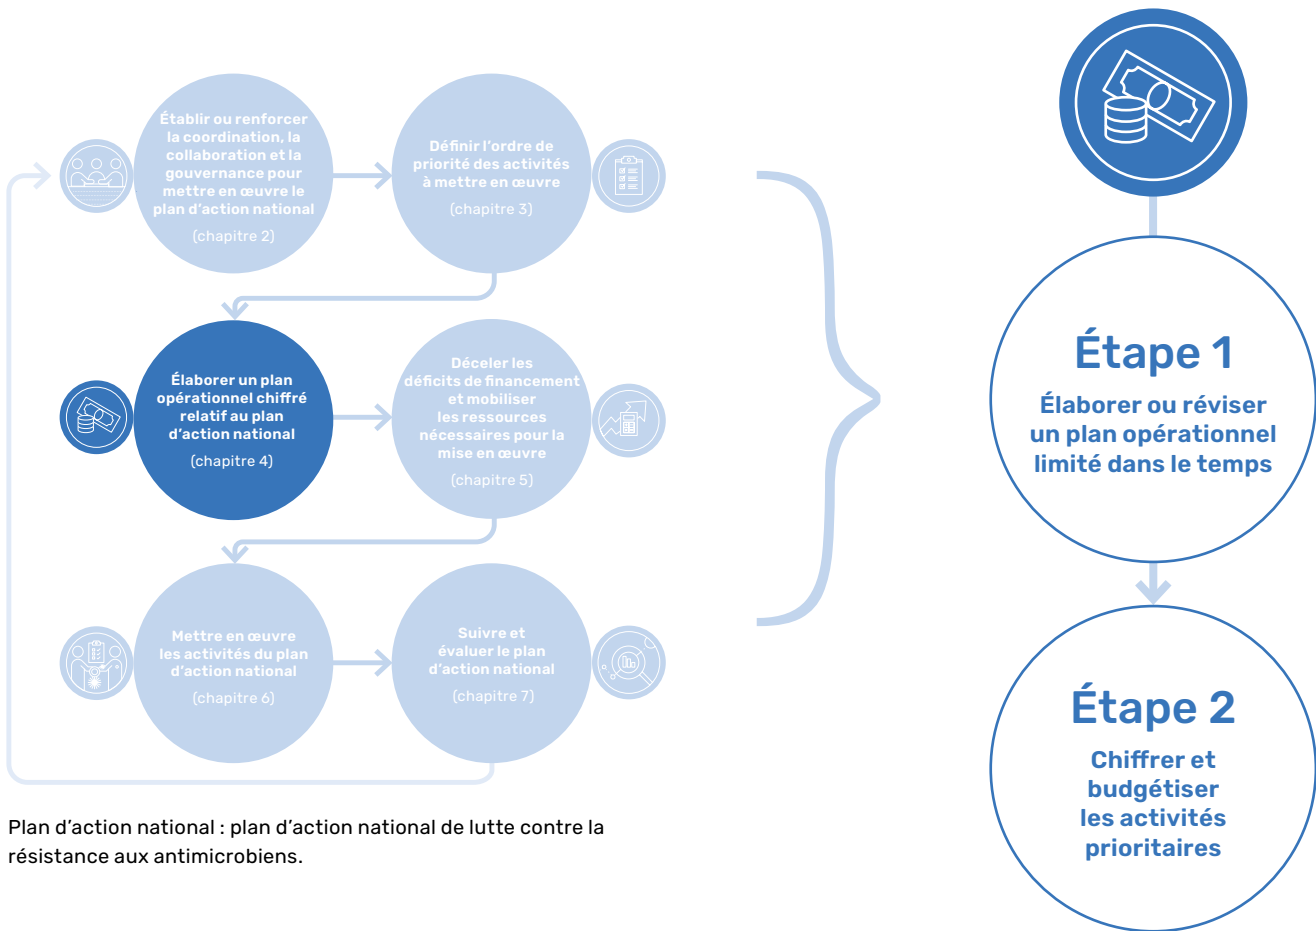 Établir ou renforcer
la coordination, la
collaboration et la
gouvernance pour
mettre en œuvre le
plan d'action national
(chapitre 2)
Définir l'ordre de
priorité des activités
à mettre en œuvre
(chapitre 3)
Élaborer un plan
opérationnel chiffré
relatif au plan
d'action national
(chapitre 4)
Déceler les
déficits de financement
et mobiliser
les ressources
nécessaires pour la
mise en œuvre
(chapitre 5)
Mettre en œuvre
les activités du plan
d'action national
(chapitre 6)
Suivre et
évaluer le plan
d'action national
(chapitre 7)
Plan d'action national : plan d'action national de lutte contre la
résistance aux antimicrobiens.
Étape 1
Élaborer ou réviser
un plan opérationnel
limité dans le temps
Étape 2
Chiffrer et
budgétiser
les activités
prioritaires